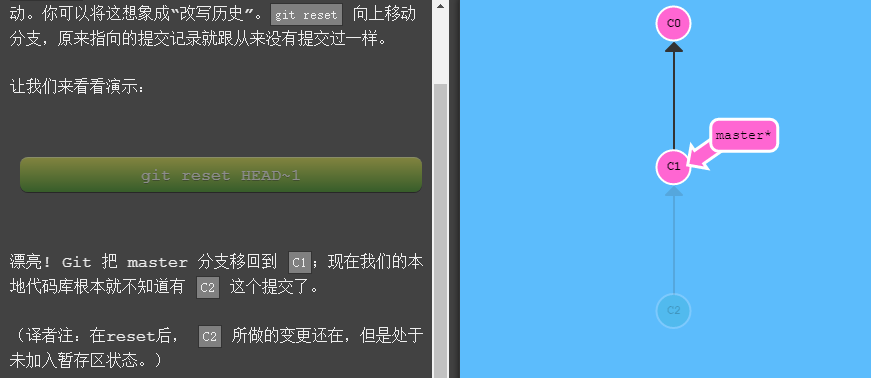 动。你可以将这想象成“改写历史”。git reset 向上移动
分支，原来指向的提交记录就跟从来没有提交过一样。
让我们来看看演示：
git reset HEAD~1
漂亮! Git 把 master 分支移回到 C1；现在我们的本
地代码库根本就不知道有 C2 这个提交了。
（译者注：在reset后， C2 所做的变更还在，但是处于
未加入暂存区状态。）
C0
master*
C1
C2